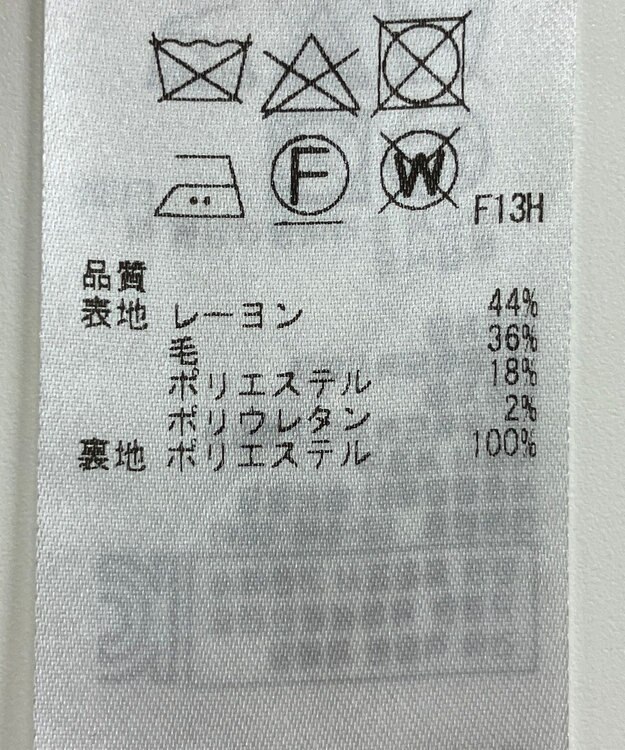 F W F13H
品質
表地 レーヨン 44%
毛 36%
ポリエステル 18%
ポリウレタン 2%
裏地 ポリエステル 100%